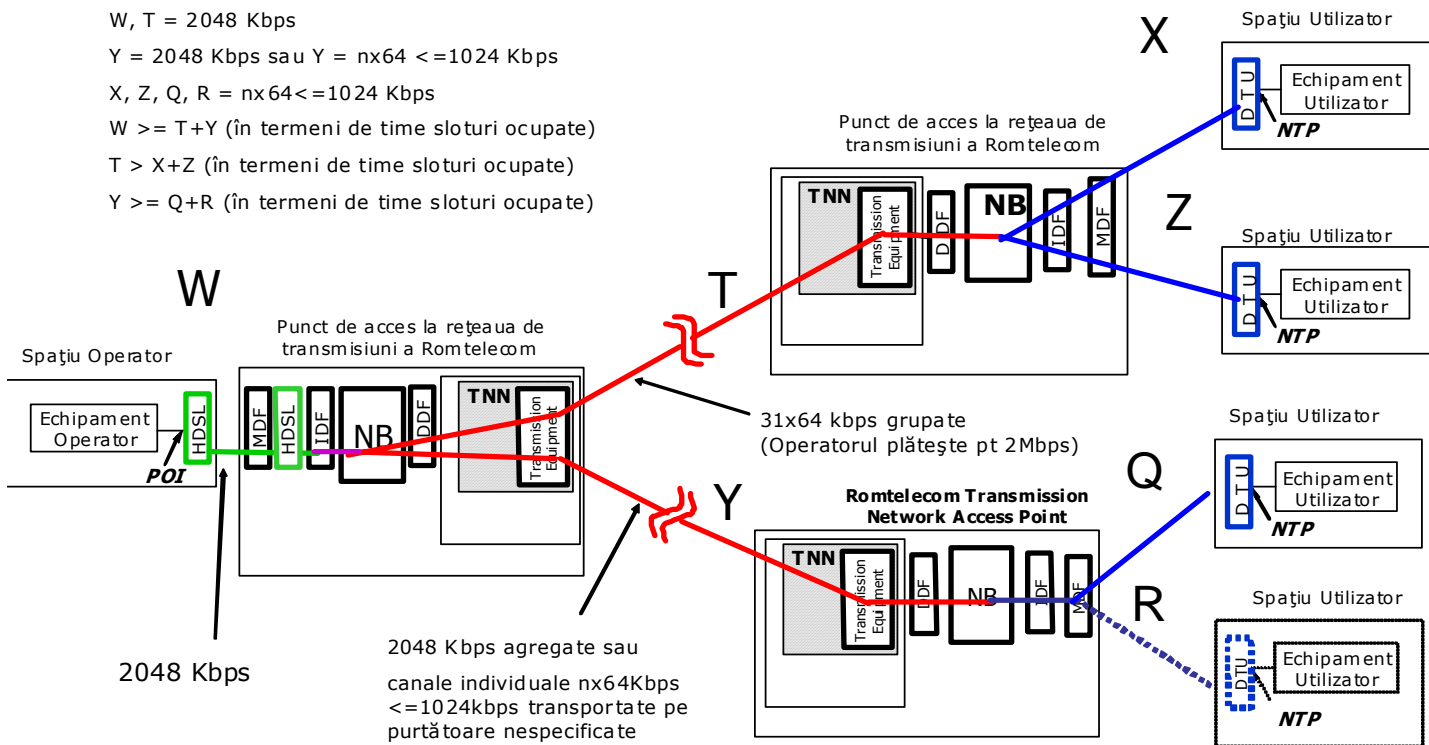 W, T = 2048 Kbps
Y = 2048 Kbps sau Y = nx64 <=1024 Kbps
X, Z, Q, R = nx64<=1024 Kbps
W >= T+Y (în termeni de time sloturi ocupate)
T > X+Z (în termeni de time sloturi ocupate)
Y >= Q+R (în termeni de time sloturi ocupate)
X
Spaţiu Utilizator
DTU
Echipament
Utilizator
NTP
Punct de acces la reţeaua de
transmisiuni a Romtelecom
TNN
Transmission
Equipment
DDF
NB
IDF
MDF
Z
Spaţiu Utilizator
DTU
Echipament
Utilizator
NTP
W
T
Punct de acces la reţeaua de
transmisiuni a Romtelecom
Spaţiu Operator
Echipament
Operator
POI
HDSL
MDF
HDSL
IDF
NB
DDF
TNN
Transmission
Equipment
31x64 kbps grupate
(Operatorul plăteşte pt 2Mbps)
Y
Romtelecom Transmission
Network Access Point
TNN
Transmission
Equipment
DDF
NB
IDF
MDF
Q
Spaţiu Utilizator
DTU
Echipament
Utilizator
NTP
R
Spaţiu Utilizator
DTU
Echipament
Utilizator
NTP
2048 Kbps
2048 Kbps agregate sau
canale individuale nx64Kbps
<=1024kbps transportate pe
purtătoare nespecificate